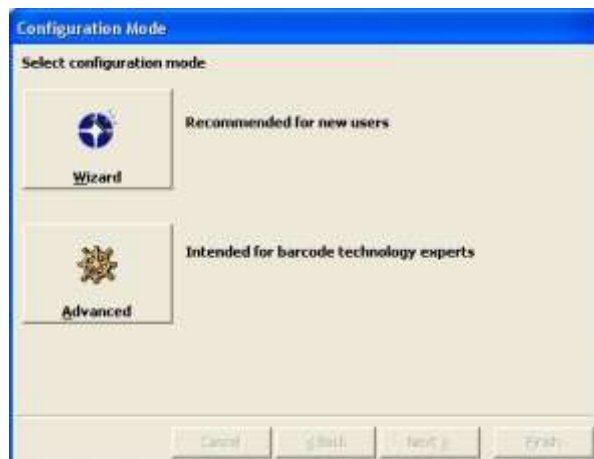 Configuration Mode
Select configuration mode
Recommended for new users
Wizard
Intended for barcode technology experts
Advanced
Cancel < Back Next > Finish